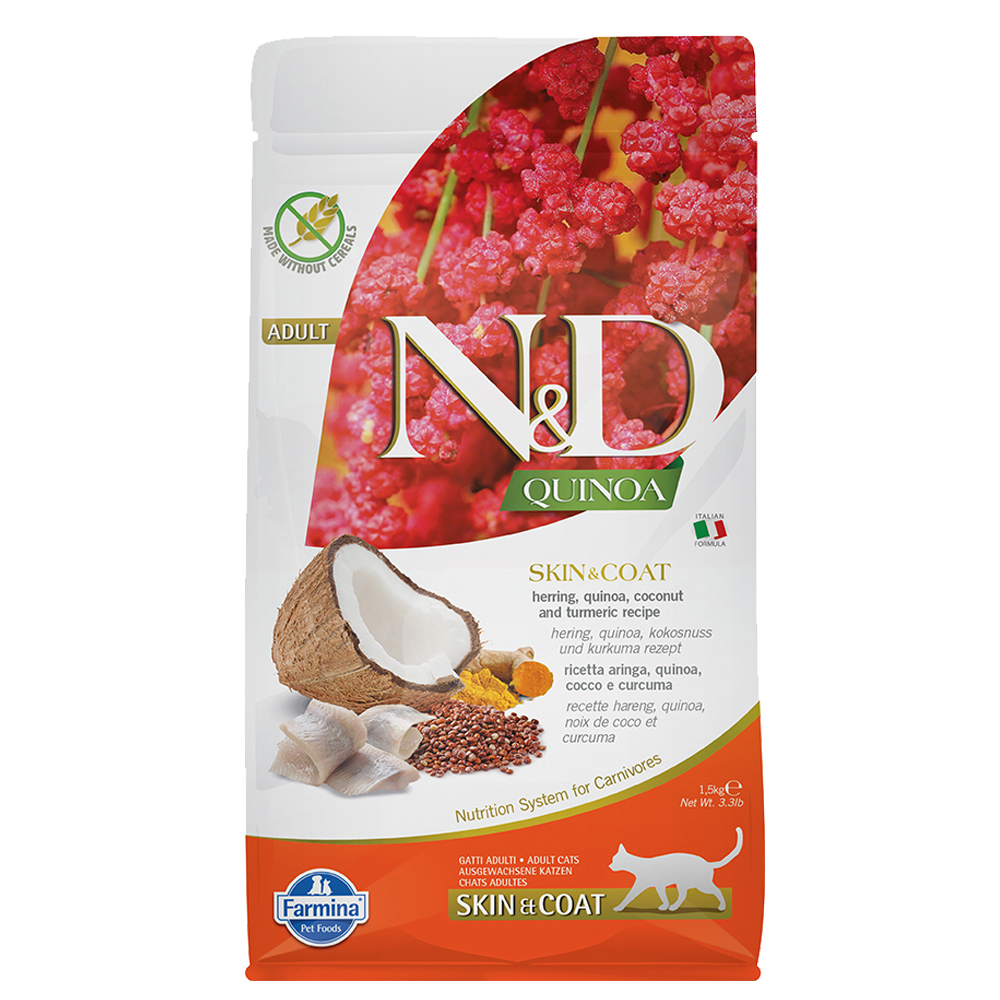 MADE WITHOUT CEREALS
ADULT
N&D
QUINOA
ITALIAN
FORMULA
SKIN&COAT
herring, quinoa, coconut
and turmeric recipe
hering, quinoa, kokosnuss
und kurkuma rezept
ricetta aringa, quinoa,
cocco e curcuma
recette hareng, quinoa,
noix de coco et
curcuma
Nutrition System for Carnivores
1,5kg℮
Net Wt. 3.3lb
GATTI ADULTI • ADULT CATS
AUSGEWACHSENE KATZEN
CHATS ADULTES
SKIN & COAT
Farmina®
Pet Foods